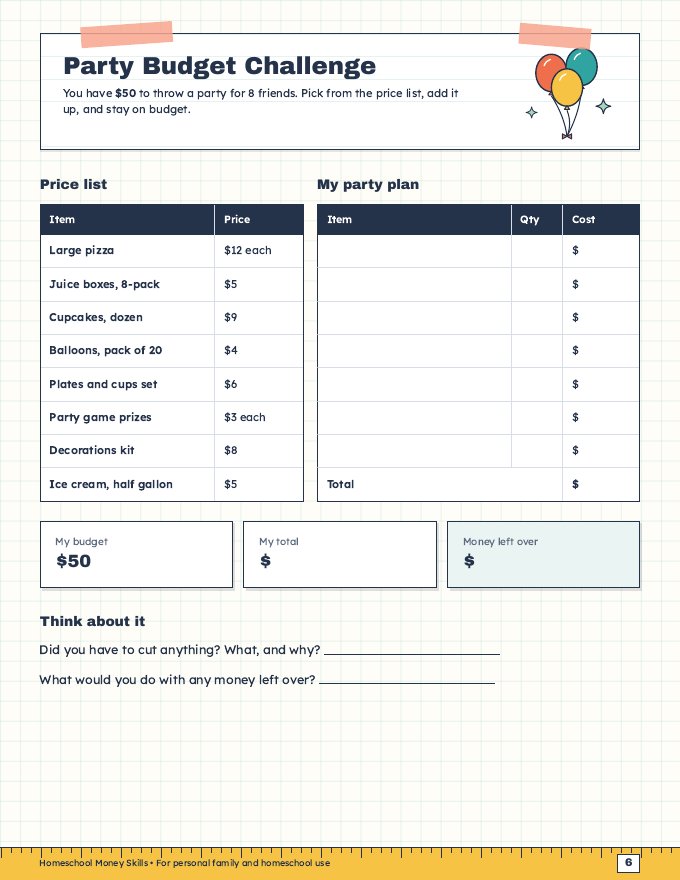 Party Budget Challenge
You have $50 to throw a party for 8 friends. Pick from the price list, add it
up, and stay on budget.
Price list
Item Price
Large pizza $12 each
Juice boxes, 8-pack $5
Cupcakes, dozen $9
Balloons, pack of 20 $4
Plates and cups set $6
Party game prizes $3 each
Decorations kit $8
Ice cream, half gallon $5
My party plan
Item Qty Cost
$
$
$
$
$
$
$
Total $
My budget
$50
My total
$
Money left over
$
Think about it
Did you have to cut anything? What, and why?
What would you do with any money left over?
Homeschool Money Skills • For personal family and homeschool use
6